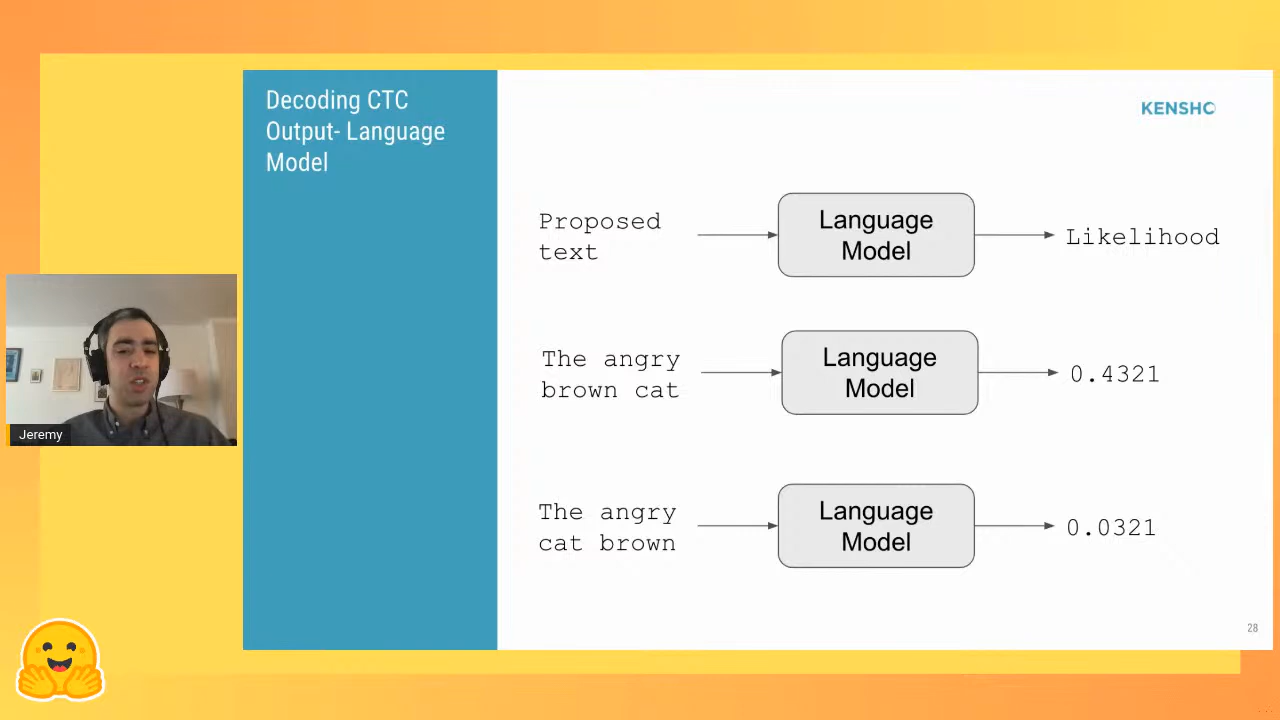 Decoding CTC
Output- Language
Model
KENSHO
Proposed
text
Language
Model
Likelihood
The angry
brown cat
Language
Model
0.4321
The angry
cat brown
Language
Model
0.0321
28
Jeremy